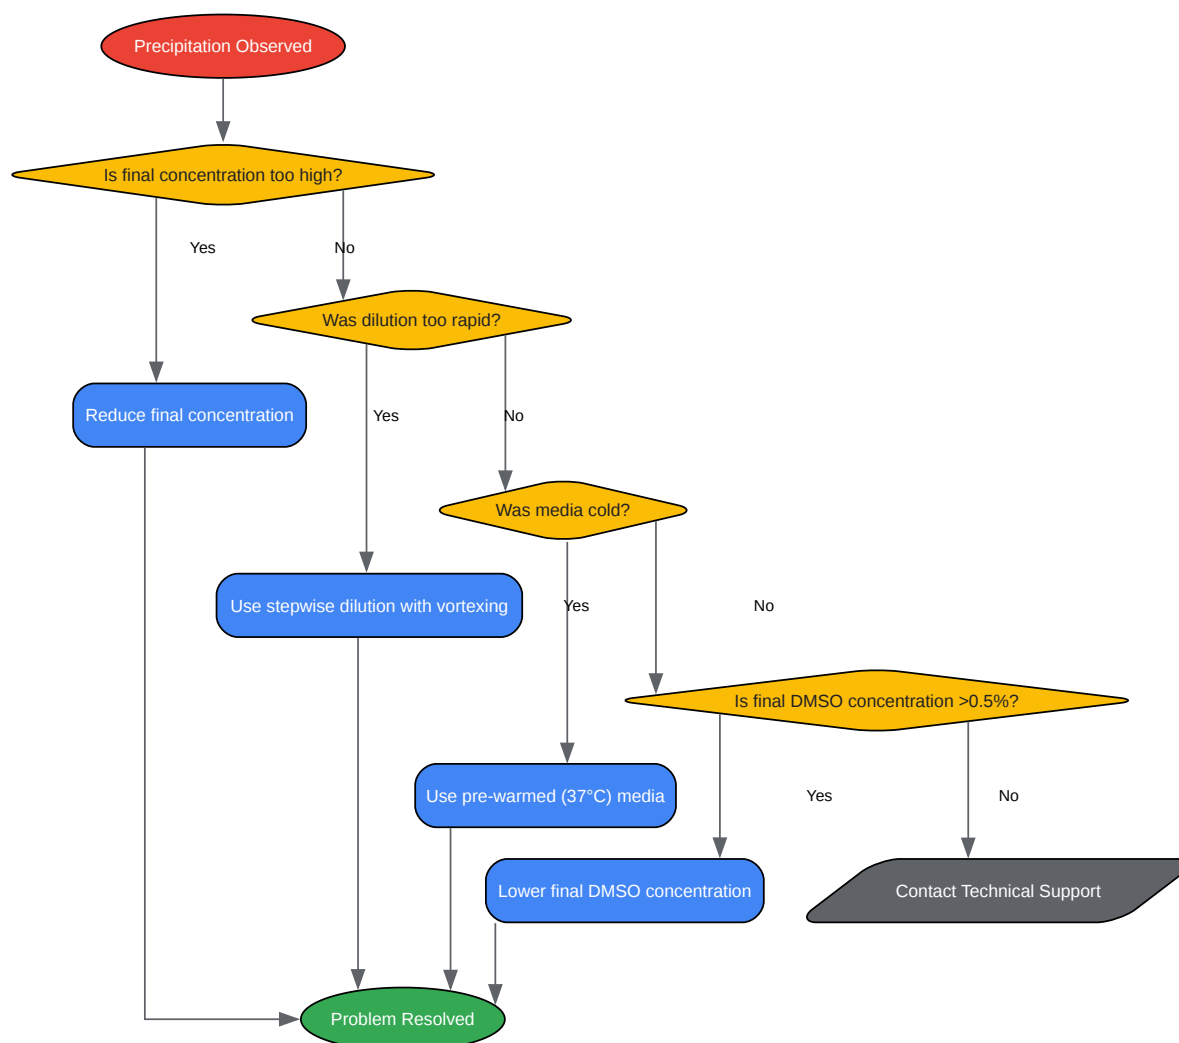 Precipitation Observed
Is final concentration too high?
Yes
No
Was dilution too rapid?
Reduce final concentration
Yes
No
Was media cold?
Use stepwise dilution with vortexing
Yes
No
Is final DMSO concentration >0.5%?
Use pre-warmed (37°C) media
Yes
No
Lower final DMSO concentration
Contact Technical Support
Problem Resolved